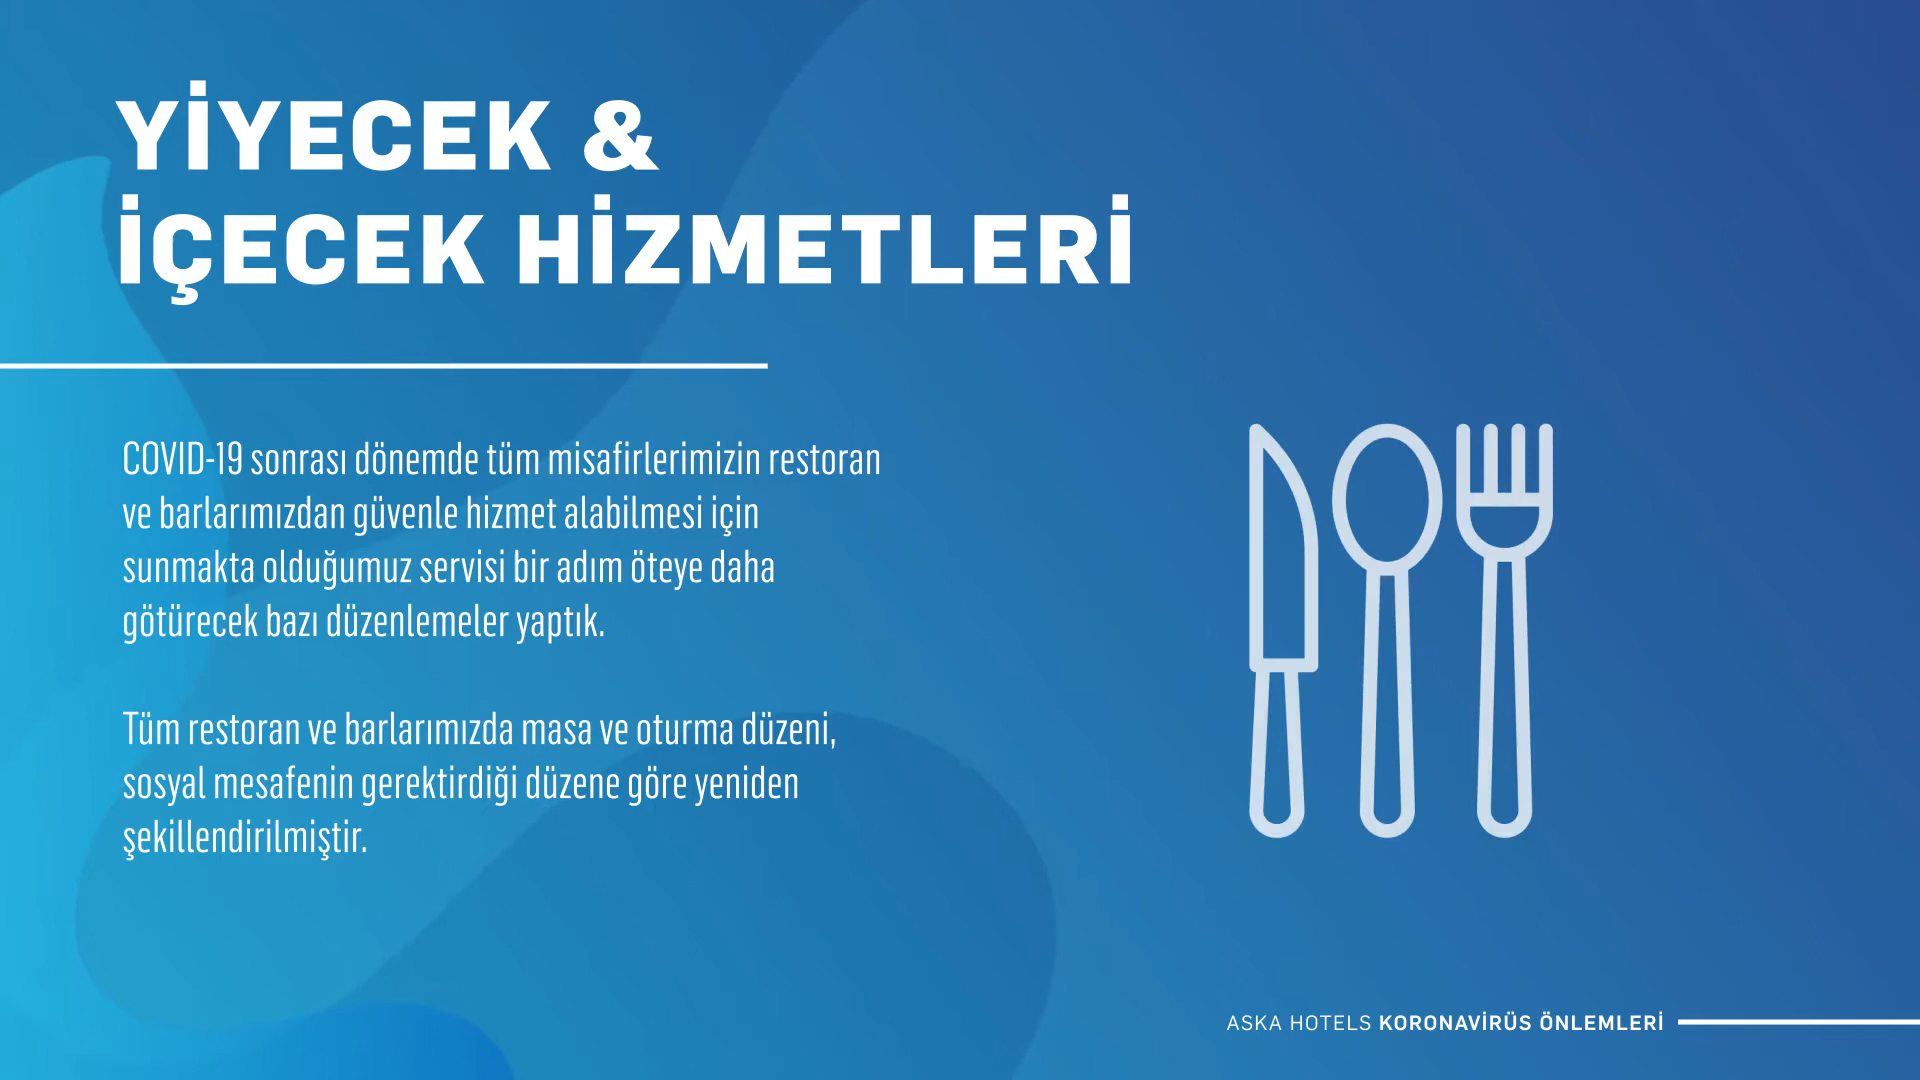 YİYECEK &
İÇECEK HİZMETLERİ
COVID-19 sonrası dönemde tüm misafirlerimizin restoran
ve barlarımızdan güvenle hizmet alabilmesi için
sunmakta olduğumuz servisi bir adım öteye daha
götürecek bazı düzenlemeler yaptık.
Tüm restoran ve barlarımızda masa ve oturma düzeni,
sosyal mesafenin gerektirdiği düzene göre yeniden
şekillendirilmiştir.
ASKA HOTELS KORONAVİRÜS ÖNLEMLERİ